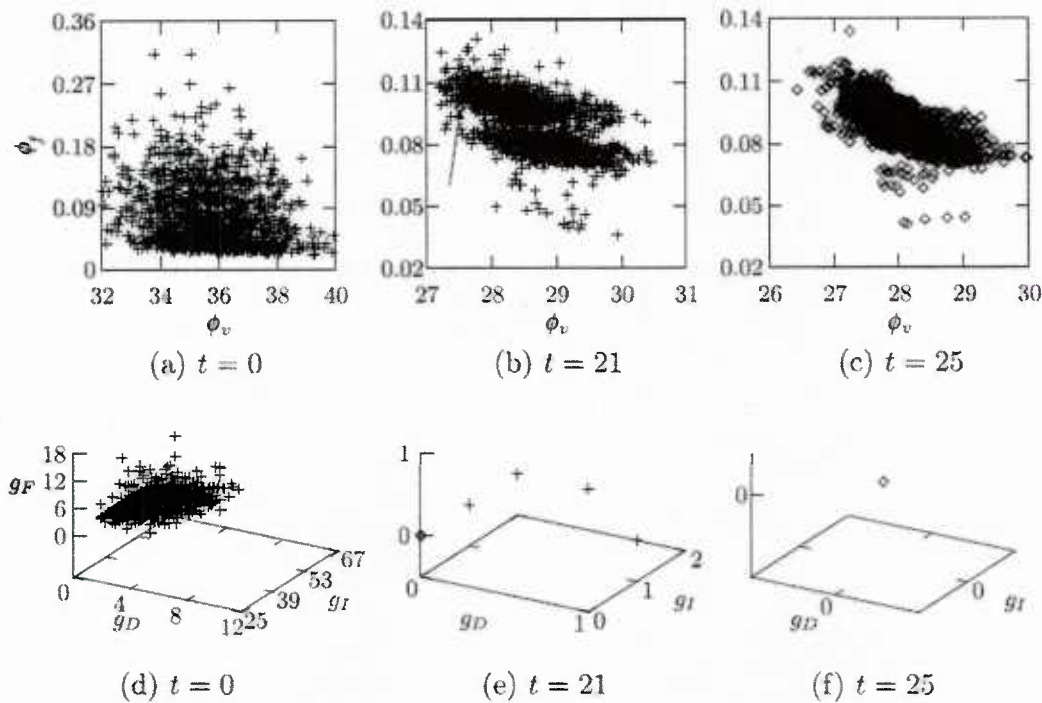 0.36
0.27
0.18
0.09
0
ϕ_f
32 34 36 38 40
ϕ_v
(a) t = 0
0.14
0.11
0.08
0.05
0.02
27 28 29 30 31
ϕ_v
(b) t = 21
0.14
0.11
0.08
0.05
0.02
26 27 28 29 30
ϕ_v
(c) t = 25
18
12
6
0
g_F
0 4 8 12
g_D
25 39 53 67
g_I
(d) t = 0
1
0
0 1
g_D
0 1 2
g_I
(e) t = 21
0
0
g_D
0
g_I
(f) t = 25